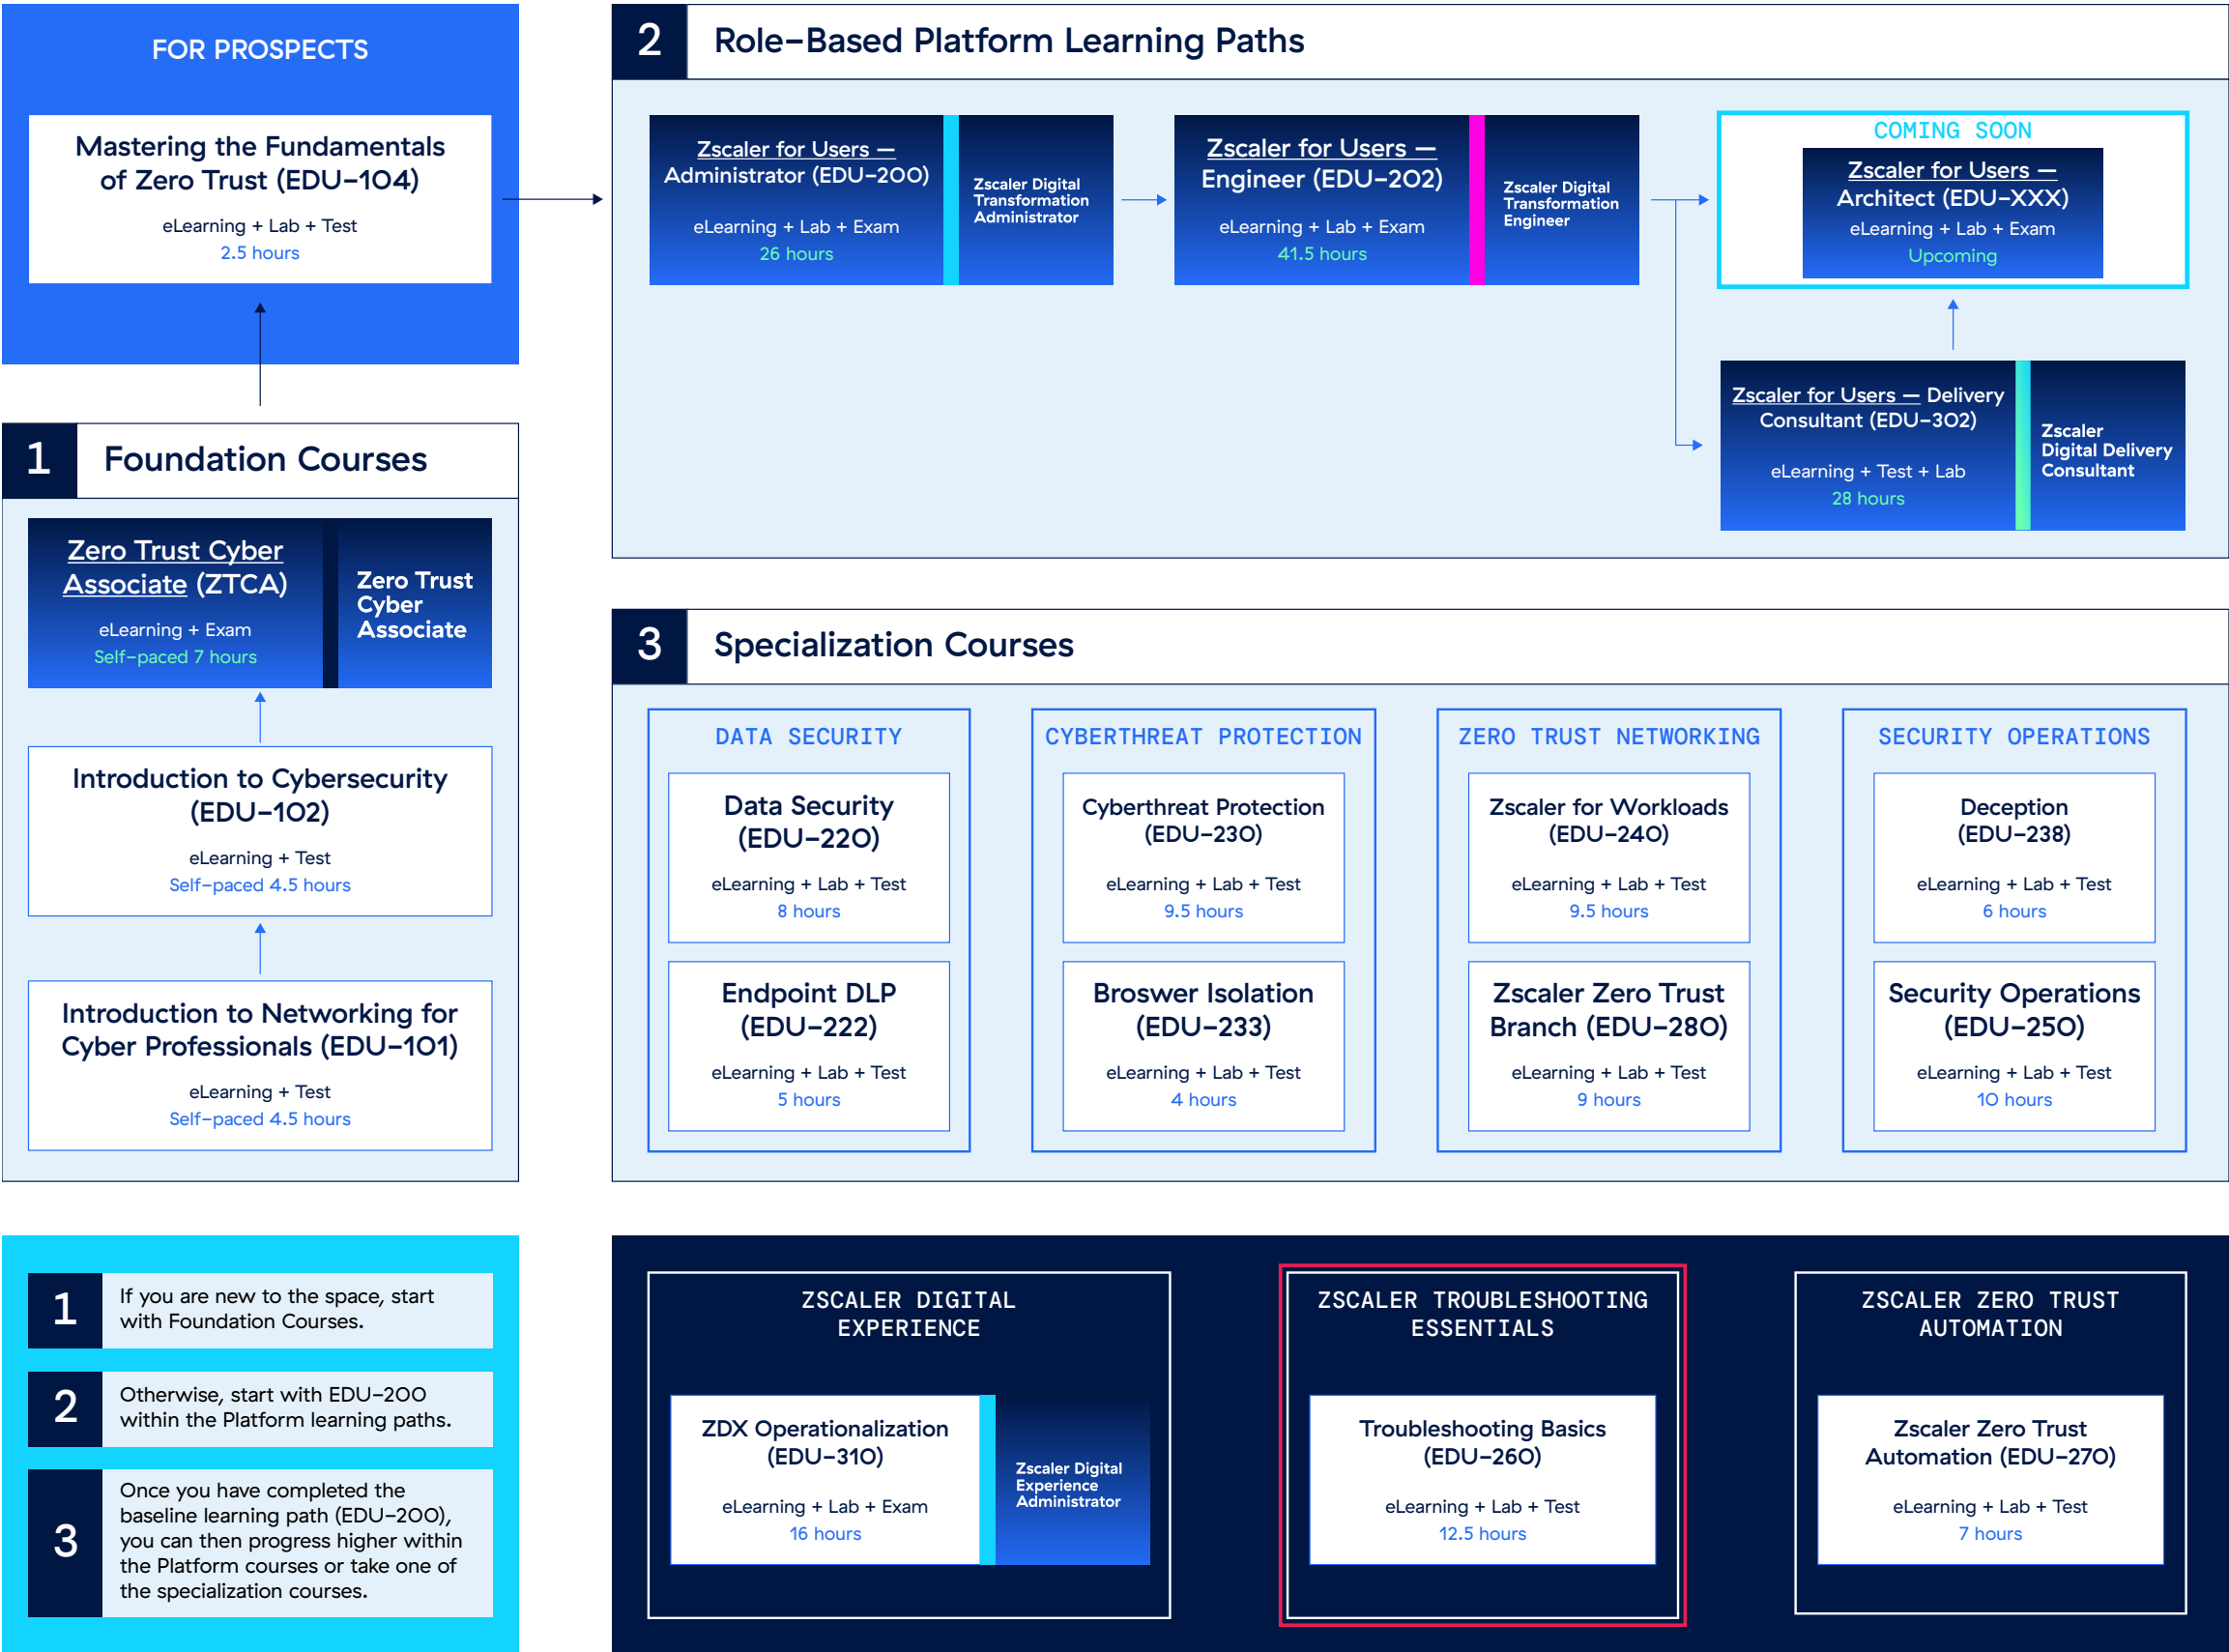 FOR PROSPECTS
Mastering the Fundamentals
of Zero Trust (EDU-104)
eLearning + Lab + Test
2.5 hours
1
Foundation Courses
Zero Trust Cyber
Associate (ZTCA)
eLearning + Exam
Self-paced 7 hours
Zero Trust
Cyber
Associate
Introduction to Cybersecurity
(EDU-102)
eLearning + Test
Self-paced 4.5 hours
Introduction to Networking for
Cyber Professionals (EDU-101)
eLearning + Test
Self-paced 4.5 hours
2
Role-Based Platform Learning Paths
Zscaler for Users —
Administrator (EDU-200)
eLearning + Lab + Exam
26 hours
Zscaler Digital
Transformation
Administrator
Zscaler for Users —
Engineer (EDU-202)
eLearning + Lab + Exam
41.5 hours
Zscaler Digital
Transformation
Engineer
COMING SOON
Zscaler for Users —
Architect (EDU-XXX)
eLearning + Lab + Exam
Upcoming
Zscaler for Users — Delivery
Consultant (EDU-302)
eLearning + Test + Lab
28 hours
Zscaler
Digital Delivery
Consultant
3
Specialization Courses
DATA SECURITY
Data Security
(EDU-220)
eLearning + Lab + Test
8 hours
Endpoint DLP
(EDU-222)
eLearning + Lab + Test
5 hours
CYBERTHREAT PROTECTION
Cyberthreat Protection
(EDU-230)
eLearning + Lab + Test
9.5 hours
Broswer Isolation
(EDU-233)
eLearning + Lab + Test
4 hours
ZERO TRUST NETWORKING
Zscaler for Workloads
(EDU-240)
eLearning + Lab + Test
9.5 hours
Zscaler Zero Trust
Branch (EDU-280)
eLearning + Lab + Test
9 hours
SECURITY OPERATIONS
Deception
(EDU-238)
eLearning + Lab + Test
6 hours
Security Operations
(EDU-250)
eLearning + Lab + Test
10 hours
1
If you are new to the space, start
with Foundation Courses.
2
Otherwise, start with EDU-200
within the Platform learning paths.
3
Once you have completed the
baseline learning path (EDU-200),
you can then progress higher within
the Platform courses or take one of
the specialization courses.
ZSCALER DIGITAL
EXPERIENCE
ZDX Operationalization
(EDU-310)
eLearning + Lab + Exam
16 hours
Zscaler Digital
Experience
Administrator
ZSCALER TROUBLESHOOTING
ESSENTIALS
Troubleshooting Basics
(EDU-260)
eLearning + Lab + Test
12.5 hours
ZSCALER ZERO TRUST
AUTOMATION
Zscaler Zero Trust
Automation (EDU-270)
eLearning + Lab + Test
7 hours